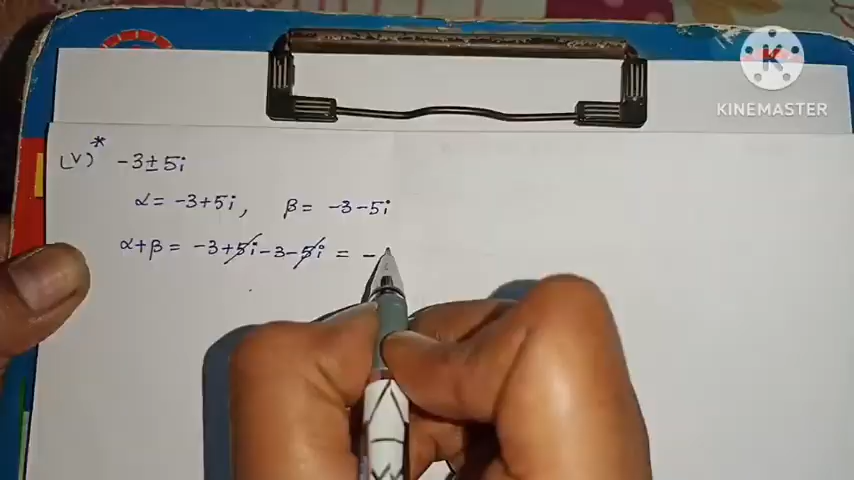 KINEMASTER
(v)* -3±5i
α = -3+5i, β = -3-5i
α+β = -3+5i-3-5i = -